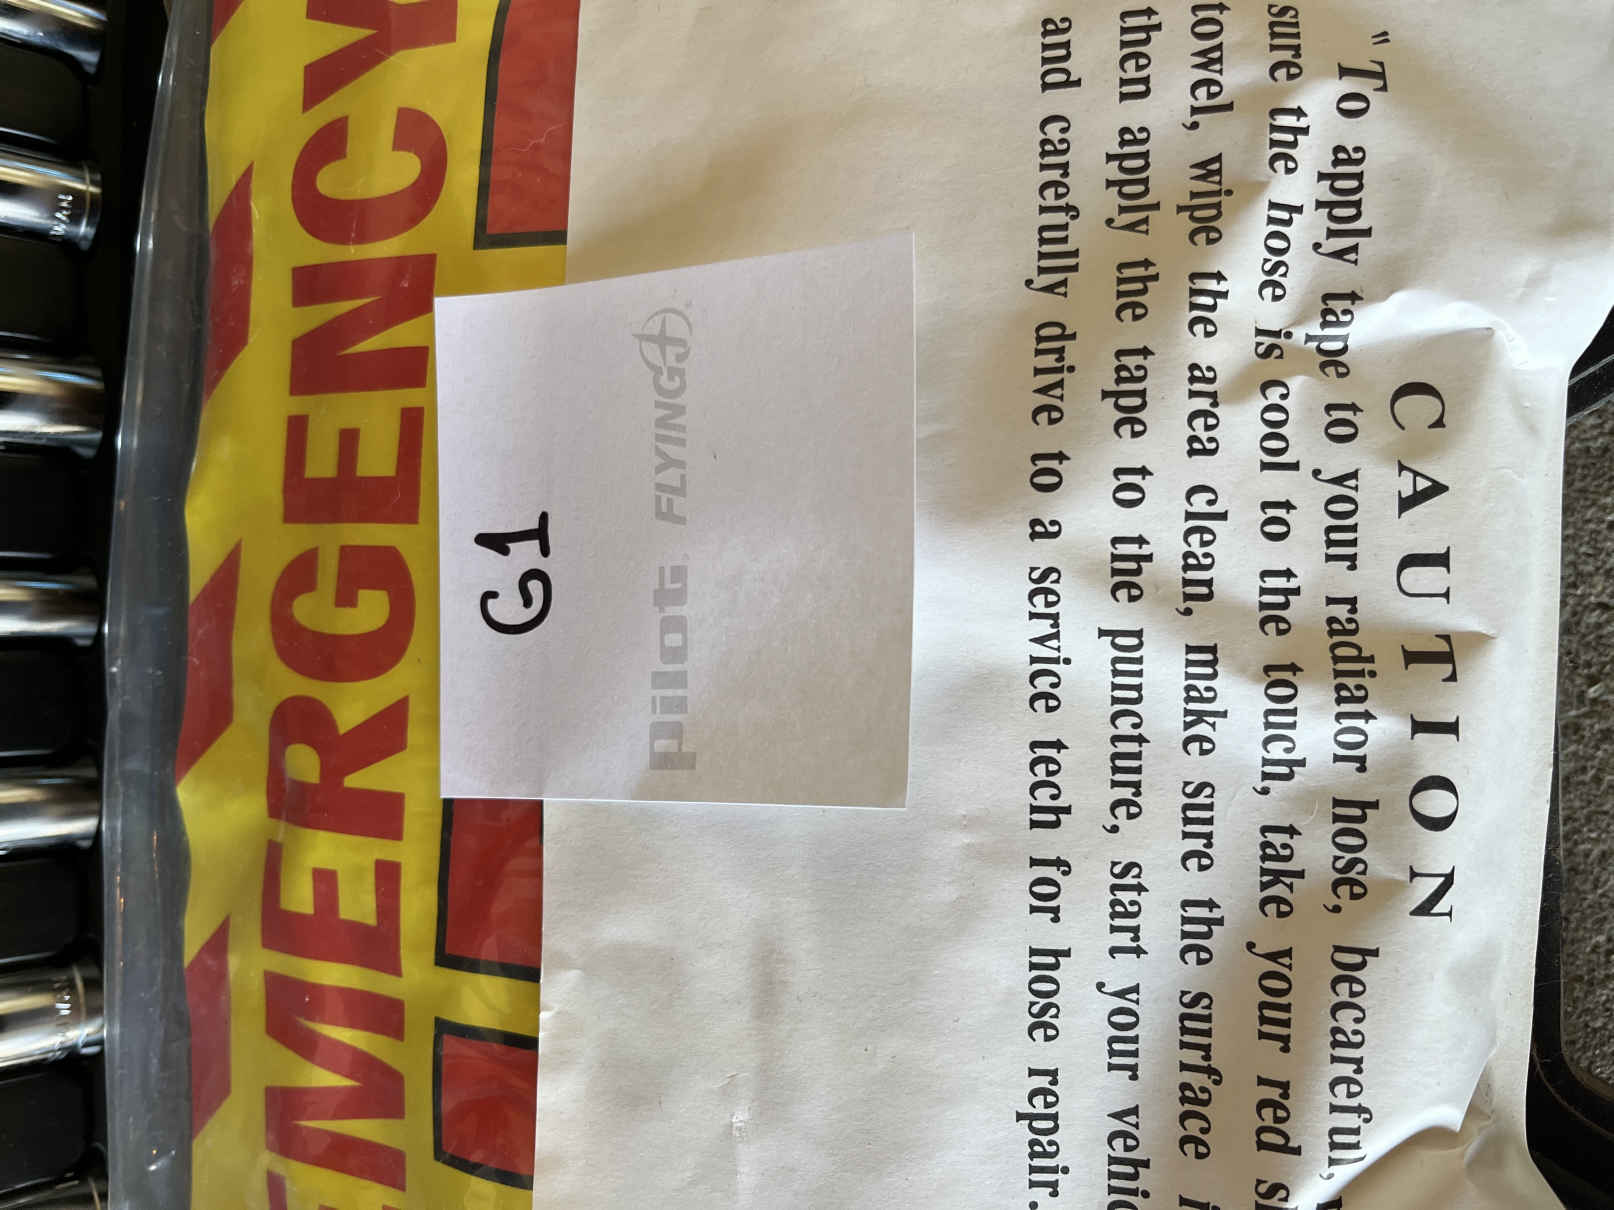 CAUTION
"To apply tape to your radiator hose, becareful,
sure the hose is cool to the touch, take your red
towel, wipe the area clean, make sure the surface
then apply the tape to the puncture, start your
and carefully drive to a service tech for hose repair.
EMERGENCY
G1
pilot FLYING J